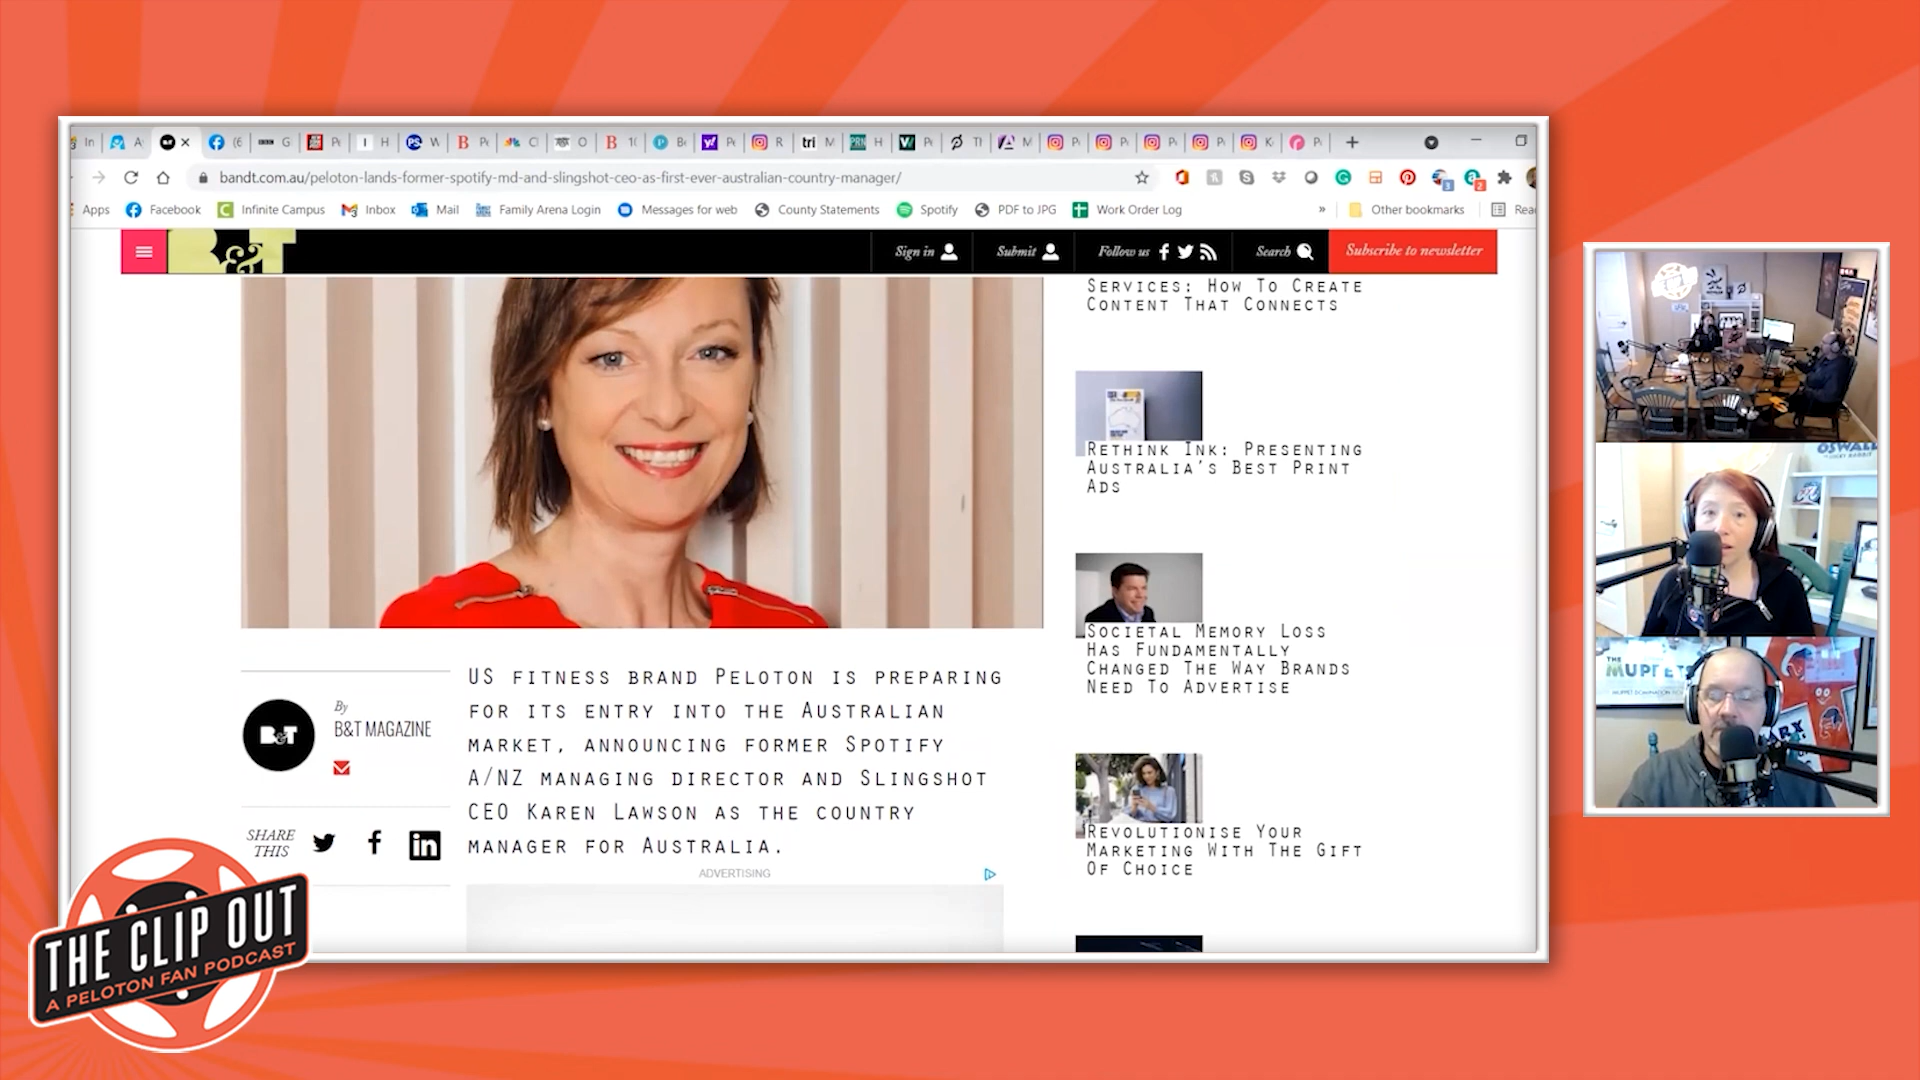 bandt.com.au/peloton-lands-former-spotify-md-and-slingshot-ceo-as-first-ever-australian-country-manager/
Apps Facebook Infinite Campus Inbox Mail Family Arena Login Messages for web County Statements Spotify PDF to JPG Work Order Log » Other bookmarks Rea
B&T
Sign in Submit Follow us Search Subscribe to newsletter
Services: How To Create
Content That Connects
Rethink Ink: Presenting
Australia's Best Print
Ads
Societal Memory Loss
Has Fundamentally
Changed The Way Brands
Need To Advertise
Revolutionise Your
Marketing With The Gift
Of Choice
By
B&T MAGAZINE
B&T
SHARE
THIS
US fitness brand Peloton is preparing
for its entry into the Australian
market, announcing former Spotify
A/NZ managing director and Slingshot
CEO Karen Lawson as the country
manager for Australia.
ADVERTISING
THE CLIP OUT
A PELOTON FAN PODCAST
OSWAL
THE
MUPPETS